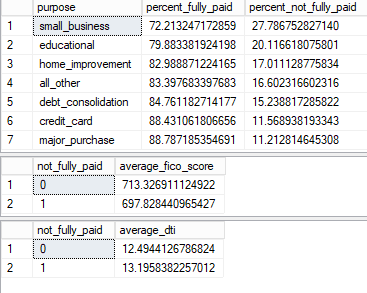 purpose percent_fully_paid percent_not_fully_paid
1 small_business 72.213247172859 27.786752827140
2 educational 79.883381924198 20.116618075801
3 home_improvement 82.988871224165 17.011128775834
4 all_other 83.397683397683 16.602316602316
5 debt_consolidation 84.761182714177 15.238817285822
6 credit_card 88.431061806656 11.568938193343
7 major_purchase 88.787185354691 11.212814645308
not_fully_paid average_fico_score
1 0 713.326911124922
2 1 697.828440965427
not_fully_paid average_dti
1 0 12.4944126786824
2 1 13.1958382257012